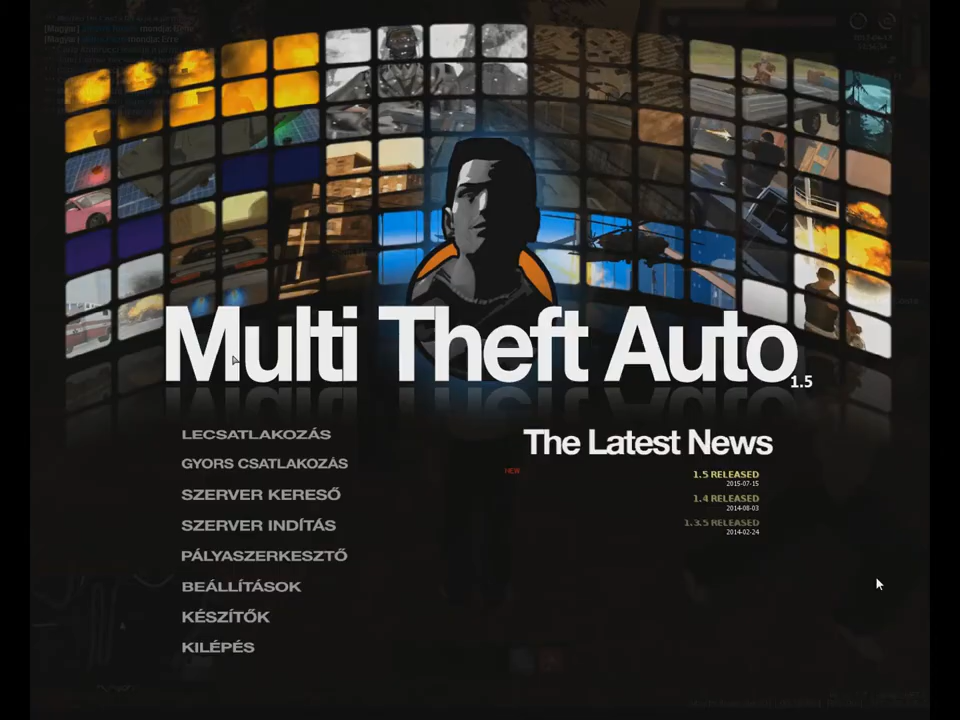 Multi Theft Auto
1.5
LECSATLAKOZÁS
GYORS CSATLAKOZÁS
SZERVER KERESŐ
SZERVER INDÍTÁS
PÁLYASZERKESZTŐ
BEÁLLÍTÁSOK
KÉSZÍTŐK
KILÉPÉS
The Latest News
NEW
1.5 RELEASED
2015-07-15
1.4 RELEASED
2014-08-03
1.3.5 RELEASED
2014-02-24